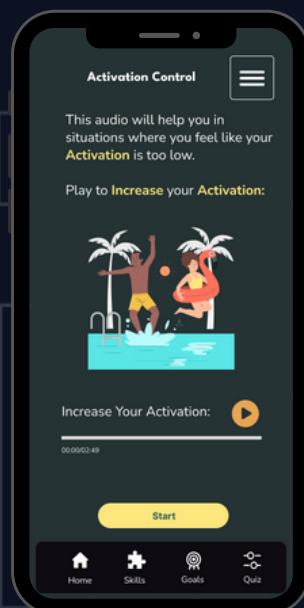 Activation Control
This audio will help you in
situations where you feel like your
Activation is too low.
Play to Increase your Activation:
Increase Your Activation:
00:00/02:49
Start
Home Skills Goals Quiz